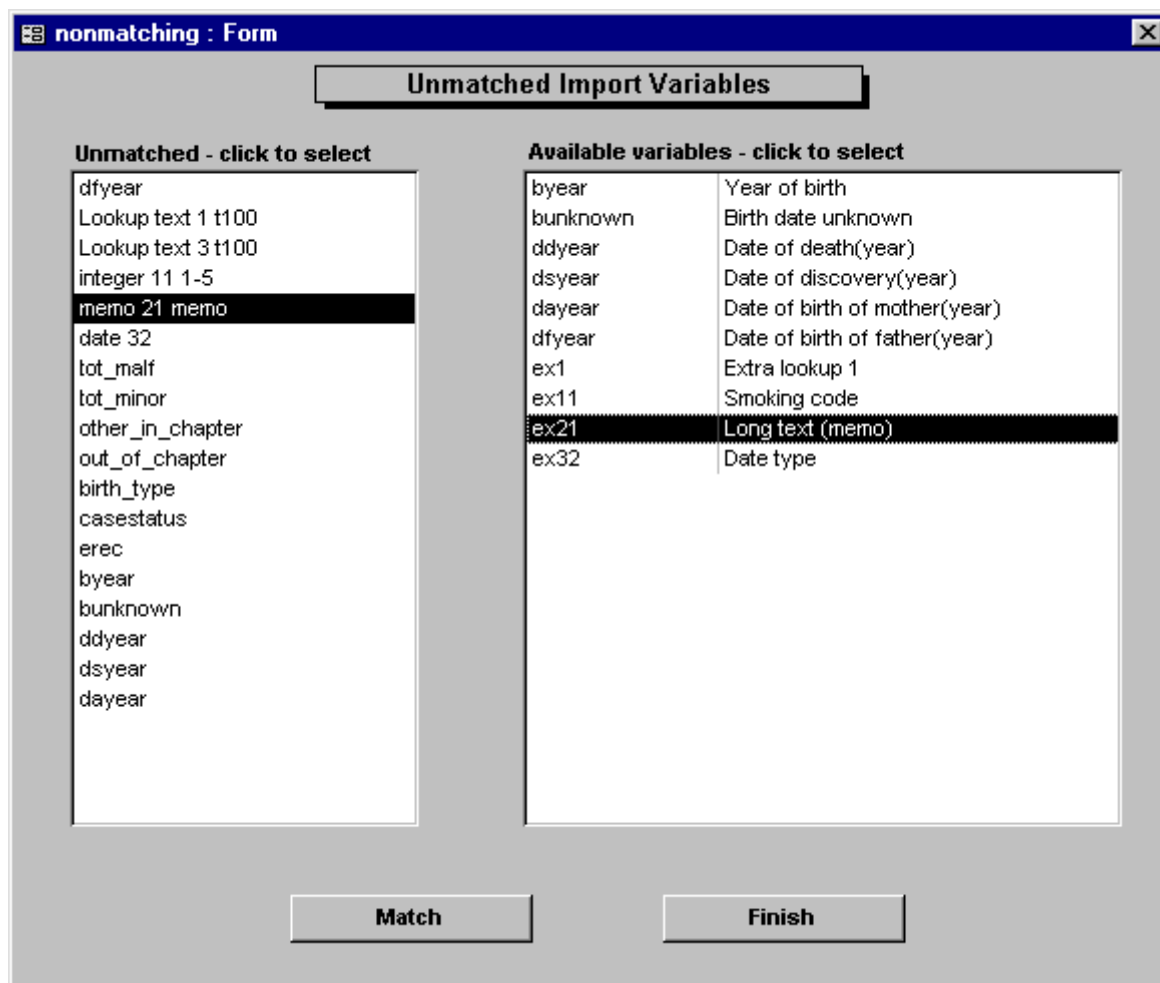 nonmatching : Form
Unmatched Import Variables
Unmatched - click to select
dfyear
Lookup text 1 t100
Lookup text 3 t100
integer 11 1-5
memo 21 memo
date 32
tot_malf
tot_minor
other_in_chapter
out_of_chapter
birth_type
casestatus
erec
byear
bunknown
ddyear
dsyear
dayear
Available variables - click to select
byear Year of birth
bunknown Birth date unknown
ddyear Date of death(year)
dsyear Date of discovery(year)
dayear Date of birth of mother(year)
dfyear Date of birth of father(year)
ex1 Extra lookup 1
ex11 Smoking code
ex21 Long text (memo)
ex32 Date type
Match
Finish